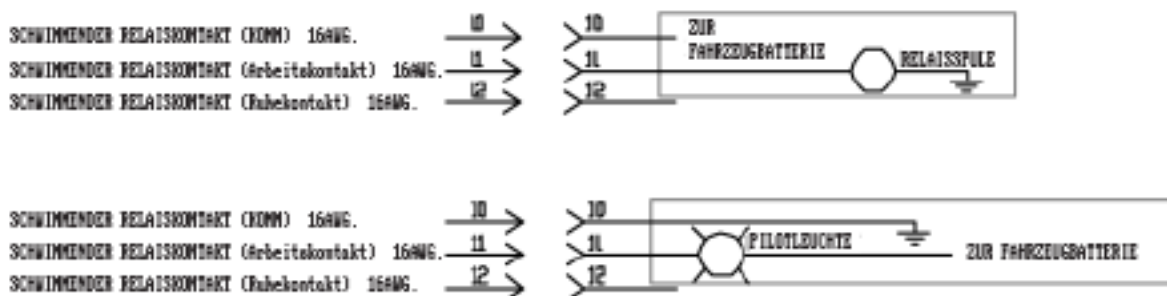 SCHWIMMENDER RELAISKONTAKT (KOMM) 16AWG. 10 10 ZUR
FAHRZEUGBATTERIE
SCHWIMMENDER RELAISKONTAKT (Arbeitskontakt) 16AWG. 11 11 RELAISSPULE
SCHWIMMENDER RELAISKONTAKT (Ruhekontakt) 16AWG. 12 12
SCHWIMMENDER RELAISKONTAKT (KOMM) 16AWG. 10 10
SCHWIMMENDER RELAISKONTAKT (Arbeitskontakt) 16AWG. 11 11 PILOTLEUCHTE ZUR FAHRZEUGBATTERIE
SCHWIMMENDER RELAISKONTAKT (Ruhekontakt) 16AWG. 12 12